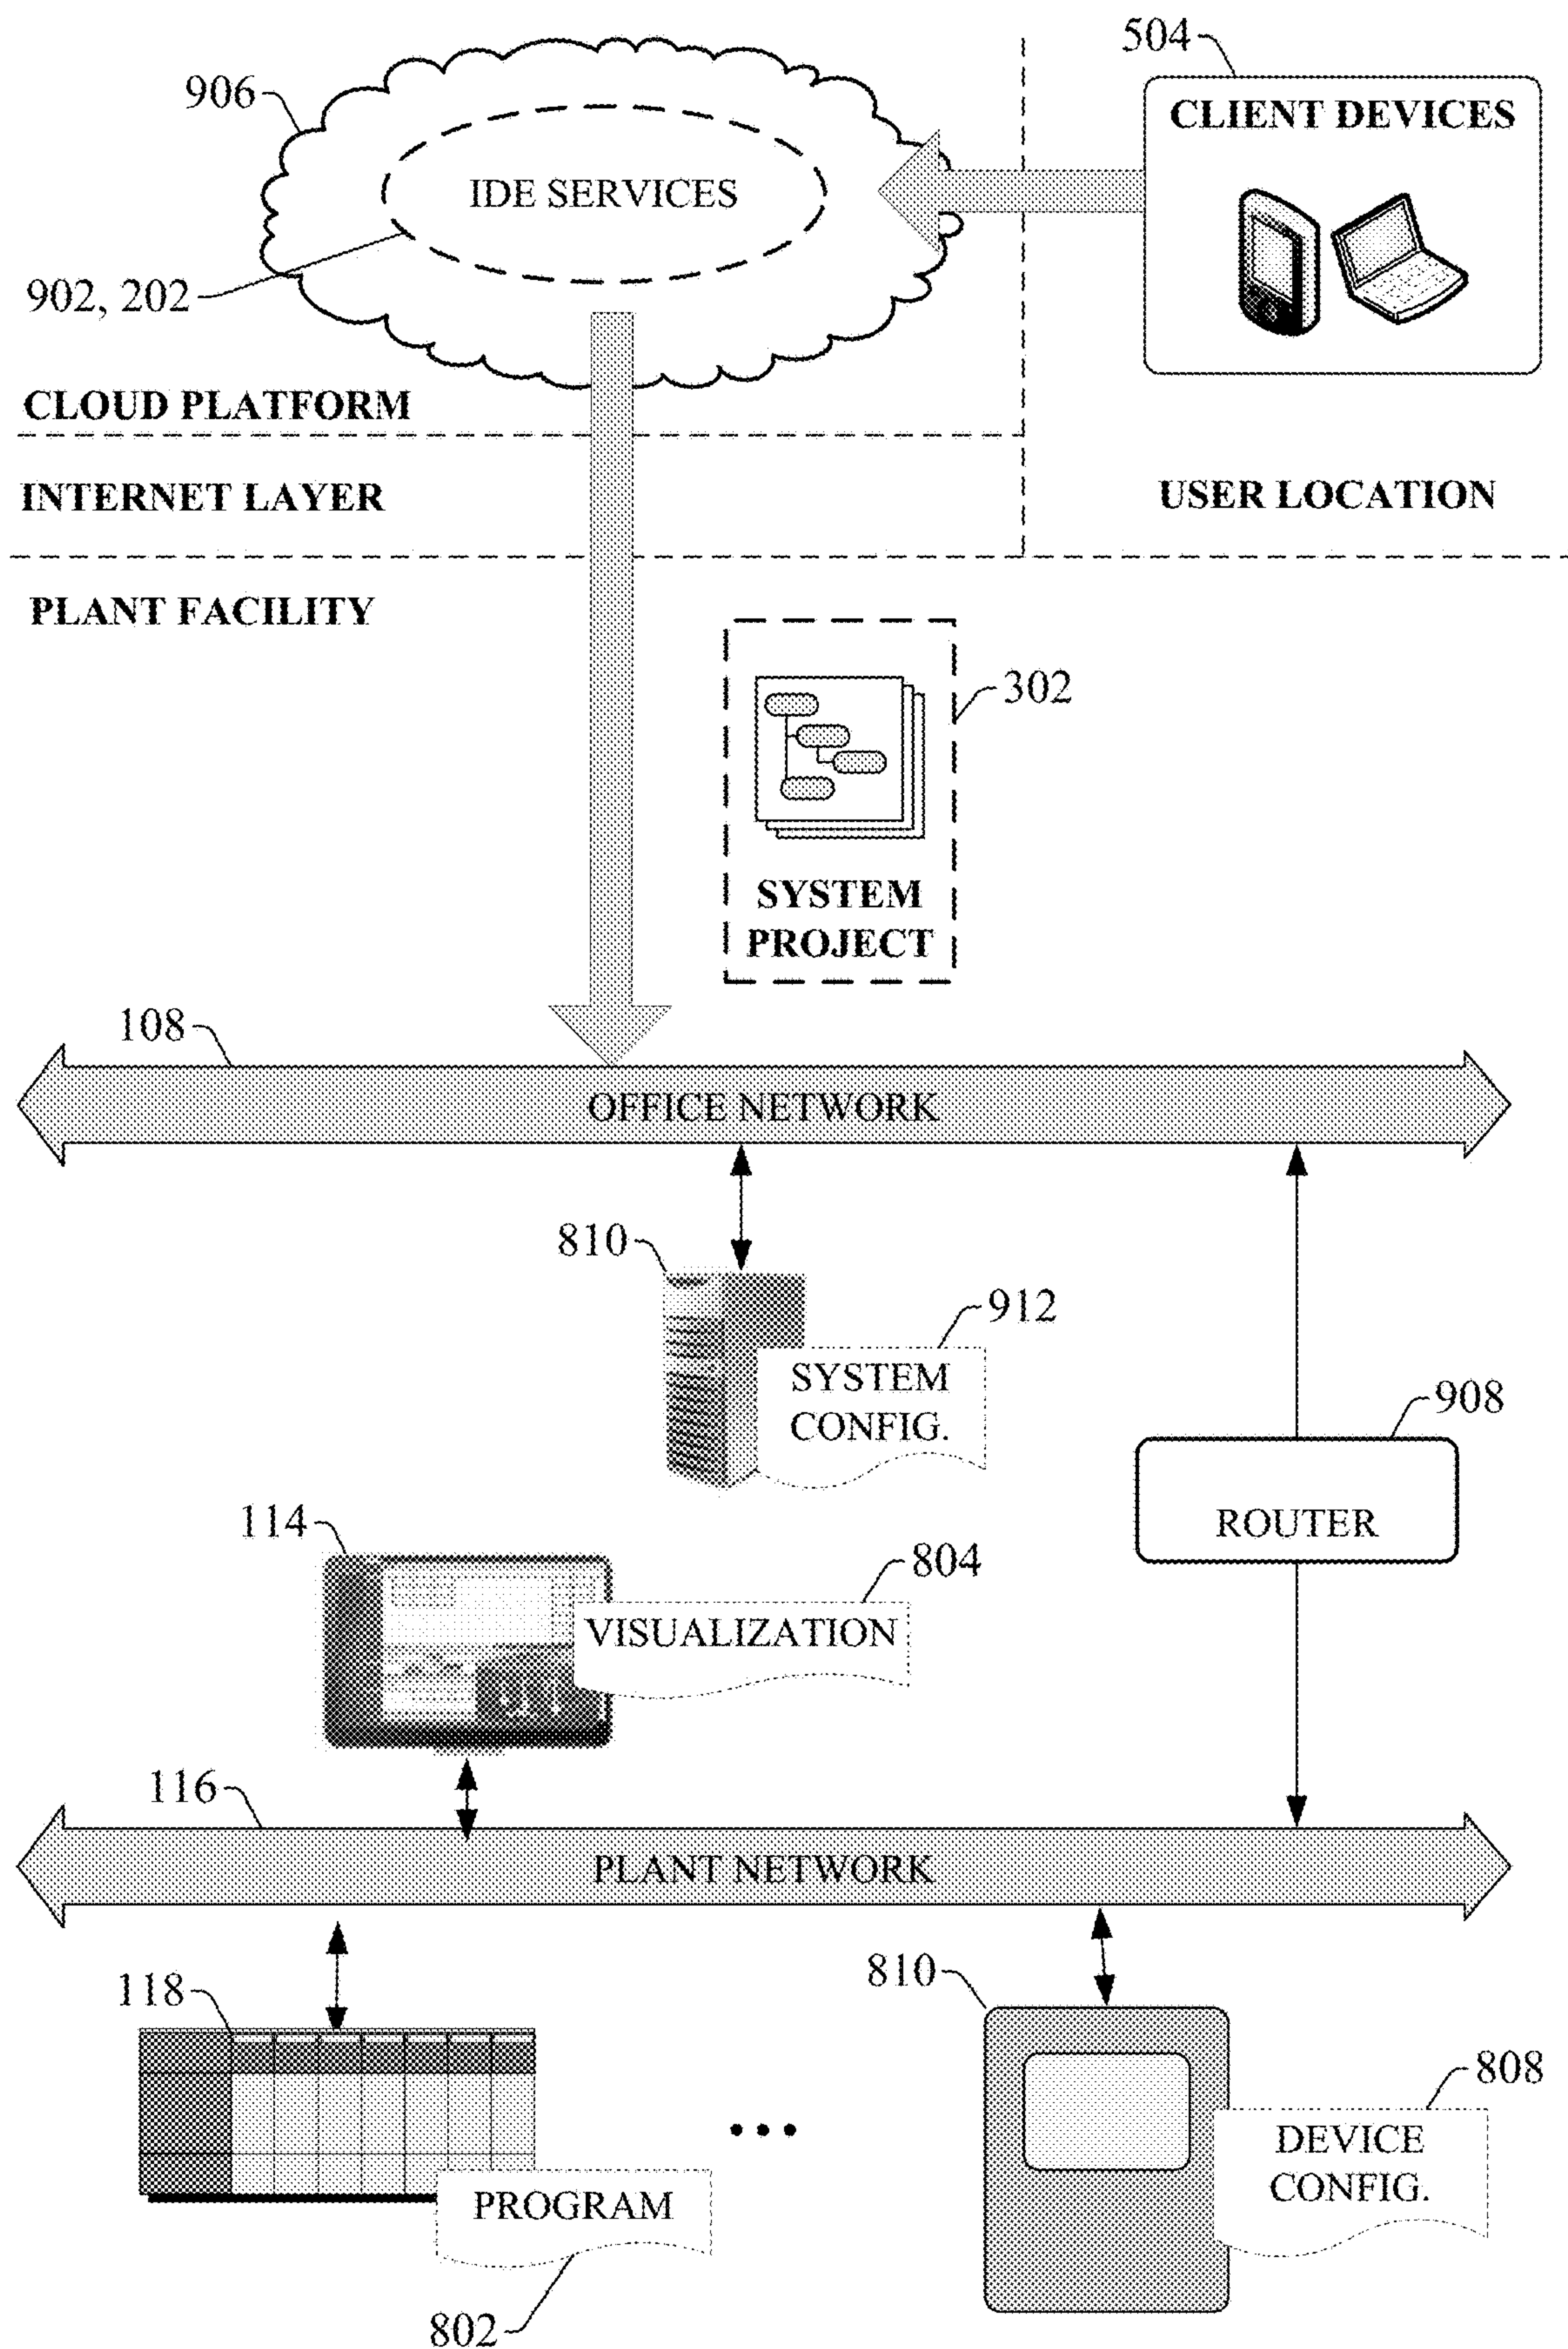 504
906
CLIENT DEVICES
IDE SERVICES
902, 202
CLOUD PLATFORM
INTERNET LAYER
USER LOCATION
PLANT FACILITY
302
SYSTEM
PROJECT
108
OFFICE NETWORK
810
912
SYSTEM
CONFIG.
908
ROUTER
114
804
VISUALIZATION
116
PLANT NETWORK
118
810
808
DEVICE
CONFIG.
•••
PROGRAM
802